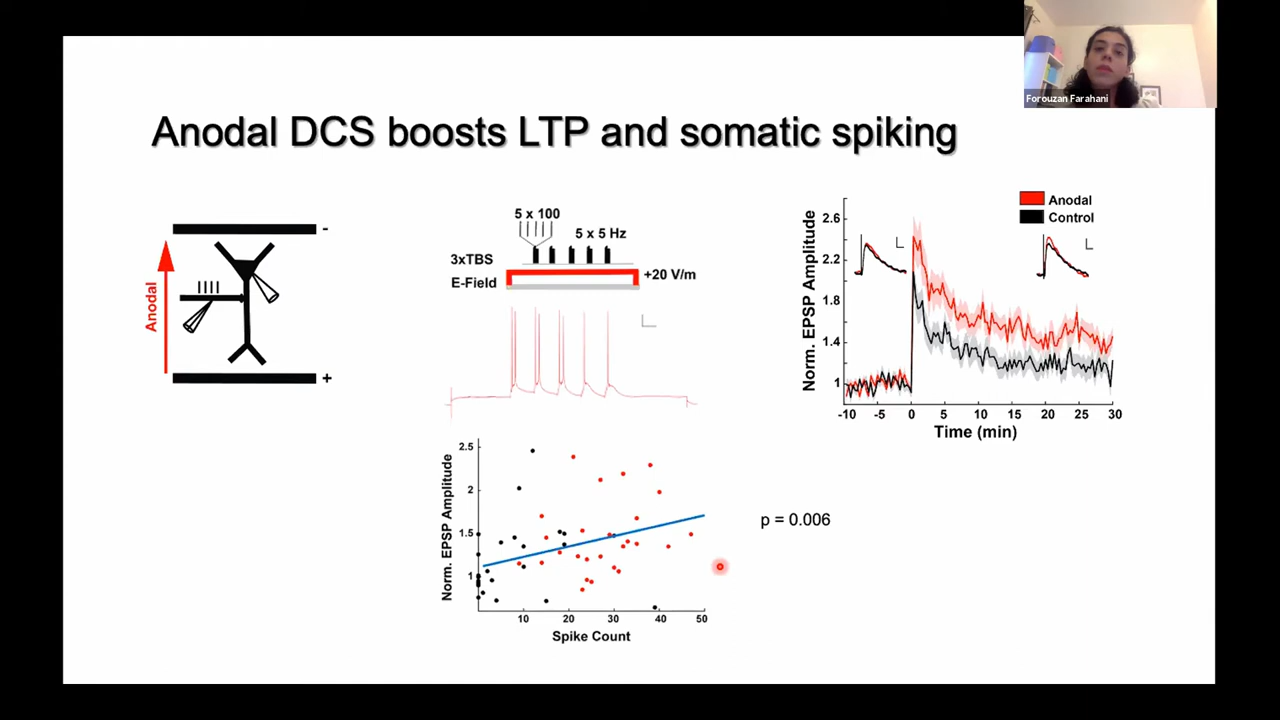 Forouzan Farahani
Anodal DCS boosts LTP and somatic spiking
Anodal
-
+
5 x 100
5 x 5 Hz
3xTBS
E-Field
+20 V/m
Norm. EPSP Amplitude
2.5
2
1.5
1
10
20
30
40
50
Spike Count
p = 0.006
Anodal
Control
Norm. EPSP Amplitude
2.6
2.2
1.8
1.4
1
-10
-5
0
5
10
15
20
25
30
Time (min)